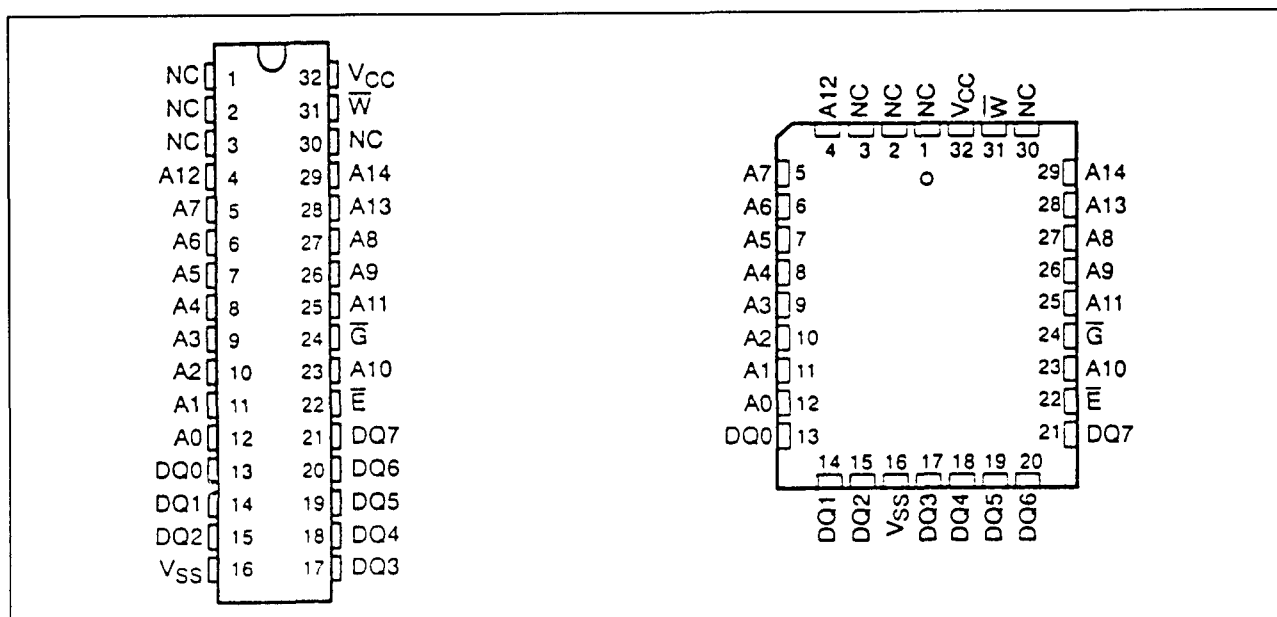 NC 1 32 VCC
NC 2 31 W̅
NC 3 30 NC
A12 4 29 A14
A7 5 28 A13
A6 6 27 A8
A5 7 26 A9
A4 8 25 A11
A3 9 24 G̅
A2 10 23 A10
A1 11 22 E̅
A0 12 21 DQ7
DQ0 13 20 DQ6
DQ1 14 19 DQ5
DQ2 15 18 DQ4
VSS 16 17 DQ3
A12 NC NC NC VCC W̅ NC
4 3 2 1 32 31 30
A7 5 29 A14
A6 6 28 A13
A5 7 27 A8
A4 8 26 A9
A3 9 25 A11
A2 10 24 G̅
A1 11 23 A10
A0 12 22 E̅
DQ0 13 21 DQ7
14 15 16 17 18 19 20
DQ1 DQ2 VSS DQ3 DQ4 DQ5 DQ6